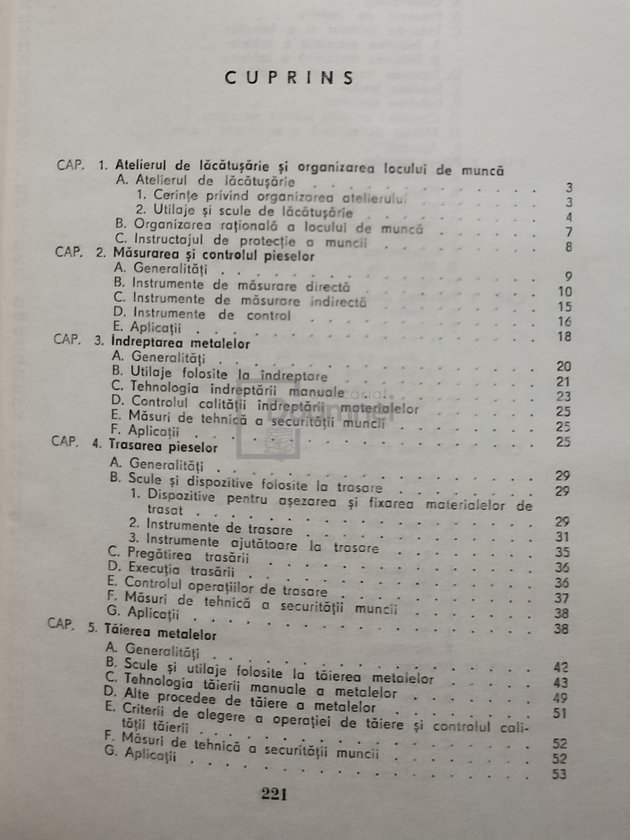 CUPRINS
CAP. 1. Atelierul de lăcătușărie și organizarea locului de muncă
A. Atelierul de lăcătușărie . . . . . . . . . . . 3
1. Cerințe privind organizarea atelierului . . . . . . 3
2. Utilaje și scule de lăcătușărie . . . . . . . . 4
B. Organizarea rațională a locului de muncă . . . . . 7
C. Instructajul de protecție a muncii . . . . . . . 8
CAP. 2. Măsurarea și controlul pieselor
A. Generalități . . . . . . . . . . . . . . 9
B. Instrumente de măsurare directă . . . . . . . . 10
C. Instrumente de măsurare indirectă . . . . . . . 15
D. Instrumente de control . . . . . . . . . . . 16
E. Aplicații . . . . . . . . . . . . . . . 18
CAP. 3. Indreptarea metalelor
A. Generalități . . . . . . . . . . . . . . 20
B. Utilaje folosite la îndreptare . . . . . . . . . 21
C. Tehnologia îndreptării manuale . . . . . . . . 23
D. Controlul calității îndreptării materialelor . . . . . 25
E. Măsuri de tehnică a securității muncii . . . . . . 25
F. Aplicații . . . . . . . . . . . . . . . 25
CAP. 4. Trasarea pieselor
A. Generalități . . . . . . . . . . . . . . 29
B. Scule și dispozitive folosite la trasare . . . . . . 29
1. Dispozitive pentru așezarea și fixarea materialelor de
trasat . . . . . . . . . . . . . . . 29
2. Instrumente de trasare . . . . . . . . . . 31
3. Instrumente ajutătoare la trasare . . . . . . . 35
C. Pregătirea trasării . . . . . . . . . . . . 36
D. Execuția trasării . . . . . . . . . . . . . 36
E. Controlul operațiilor de trasare . . . . . . . . 37
F. Măsuri de tehnică a securității muncii . . . . . . 38
G. Aplicații . . . . . . . . . . . . . . . 38
CAP. 5. Tăierea metalelor
A. Generalități . . . . . . . . . . . . . . 42
B. Scule și utilaje folosite la tăierea metalelor . . . . 43
C. Tehnologia tăierii manuale a metalelor . . . . . . 49
D. Alte procedee de tăiere a metalelor . . . . . . . 51
E. Criterii de alegere a operației de tăiere și controlul cali-
tății tăierii . . . . . . . . . . . . . . 52
F. Măsuri de tehnică a securității muncii . . . . . . 52
G. Aplicații . . . . . . . . . . . . . . . 53
221